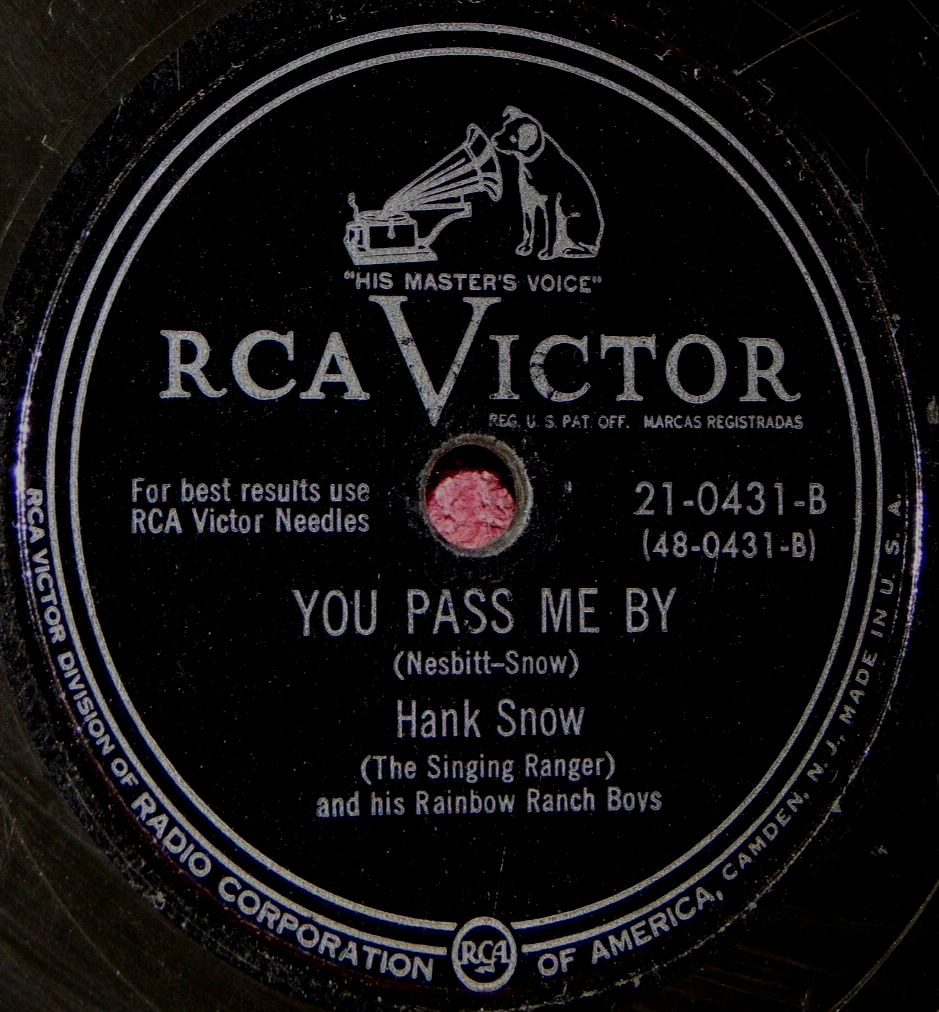 "HIS MASTER'S VOICE"
RCA VICTOR
REG. U. S. PAT. OFF. MARCAS REGISTRADAS
For best results use
RCA Victor Needles
21-0431-B
(48-0431-B)
YOU PASS ME BY
(Nesbitt-Snow)
Hank Snow
(The Singing Ranger)
and his Rainbow Ranch Boys
RCA VICTOR DIVISION OF RADIO CORPORATION OF AMERICA, CAMDEN, N. J., MADE IN U. S. A.
RCA